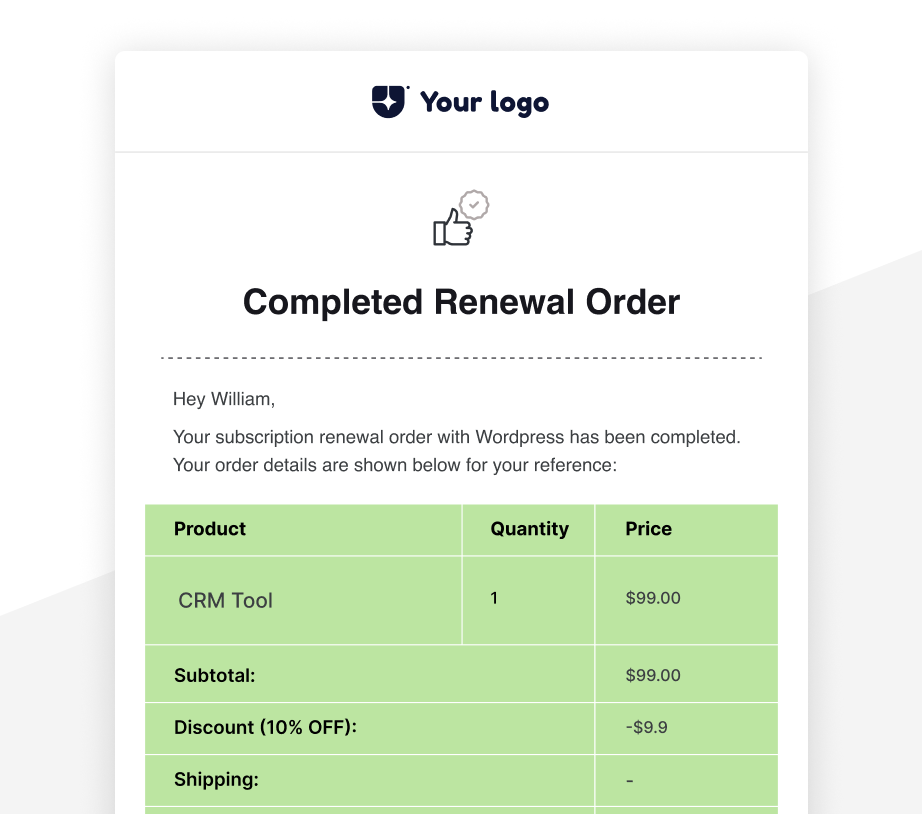 Your logo
Completed Renewal Order
Hey William,
Your subscription renewal order with Wordpress has been completed.
Your order details are shown below for your reference:
Product Quantity Price
CRM Tool 1 $99.00
Subtotal: $99.00
Discount (10% OFF): -$9.9
Shipping: -